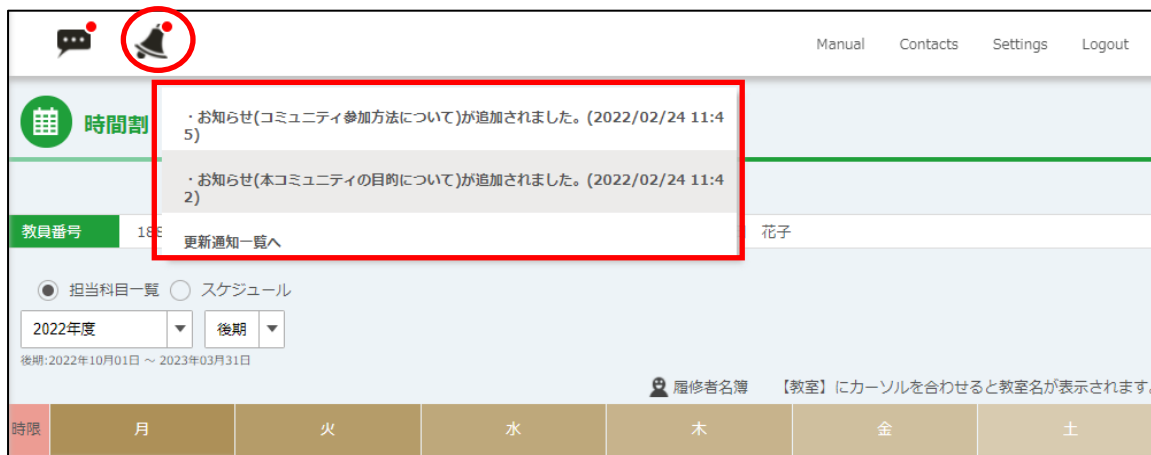 Manual Contacts Settings Logout
時間割
・お知らせ(コミュニティ参加方法について)が追加されました。(2022/02/24 11:4
5)
・お知らせ(本コミュニティの目的について)が追加されました。(2022/02/24 11:4
2)
更新通知一覧へ
教員番号 188 花子
担当科目一覧 スケジュール
2022年度 後期
後期:2022年10月01日 ～ 2023年03月31日
履修者名簿 【教室】にカーソルを合わせると教室名が表示されます。
時限 月 火 水 木 金 土